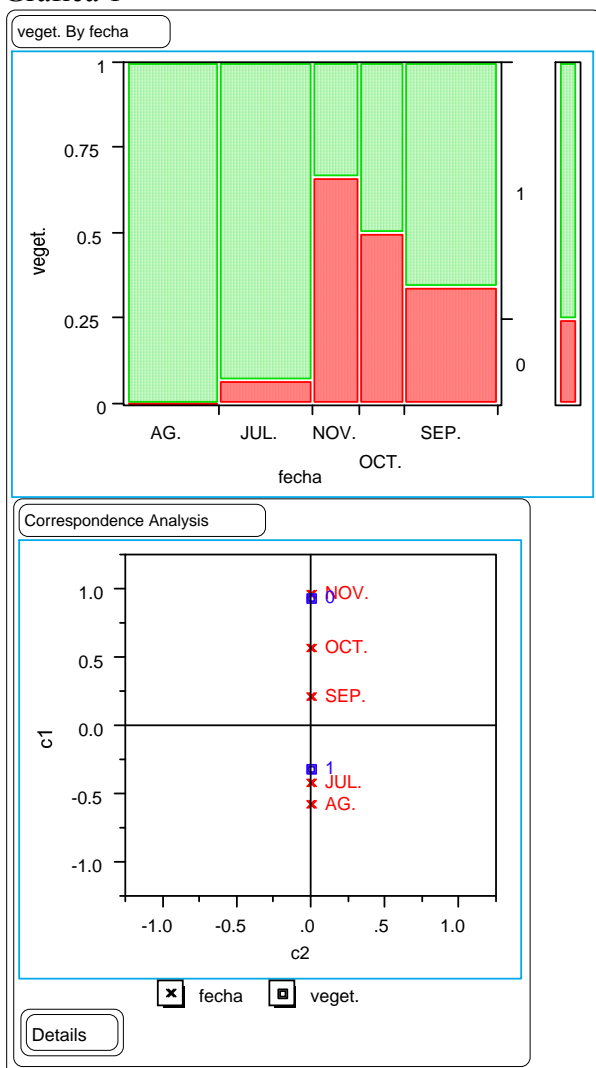 veget. By fecha
1
0.75
0.5
0.25
0
veget.
1
0
AG. JUL. NOV. SEP.
OCT.
fecha
Correspondence Analysis
1.0
0.5
0.0
-0.5
-1.0
c1
NOV.
0
OCT.
SEP.
1
JUL.
AG.
-1.0 -0.5 .0 .5 1.0
c2
fecha veget.
Details